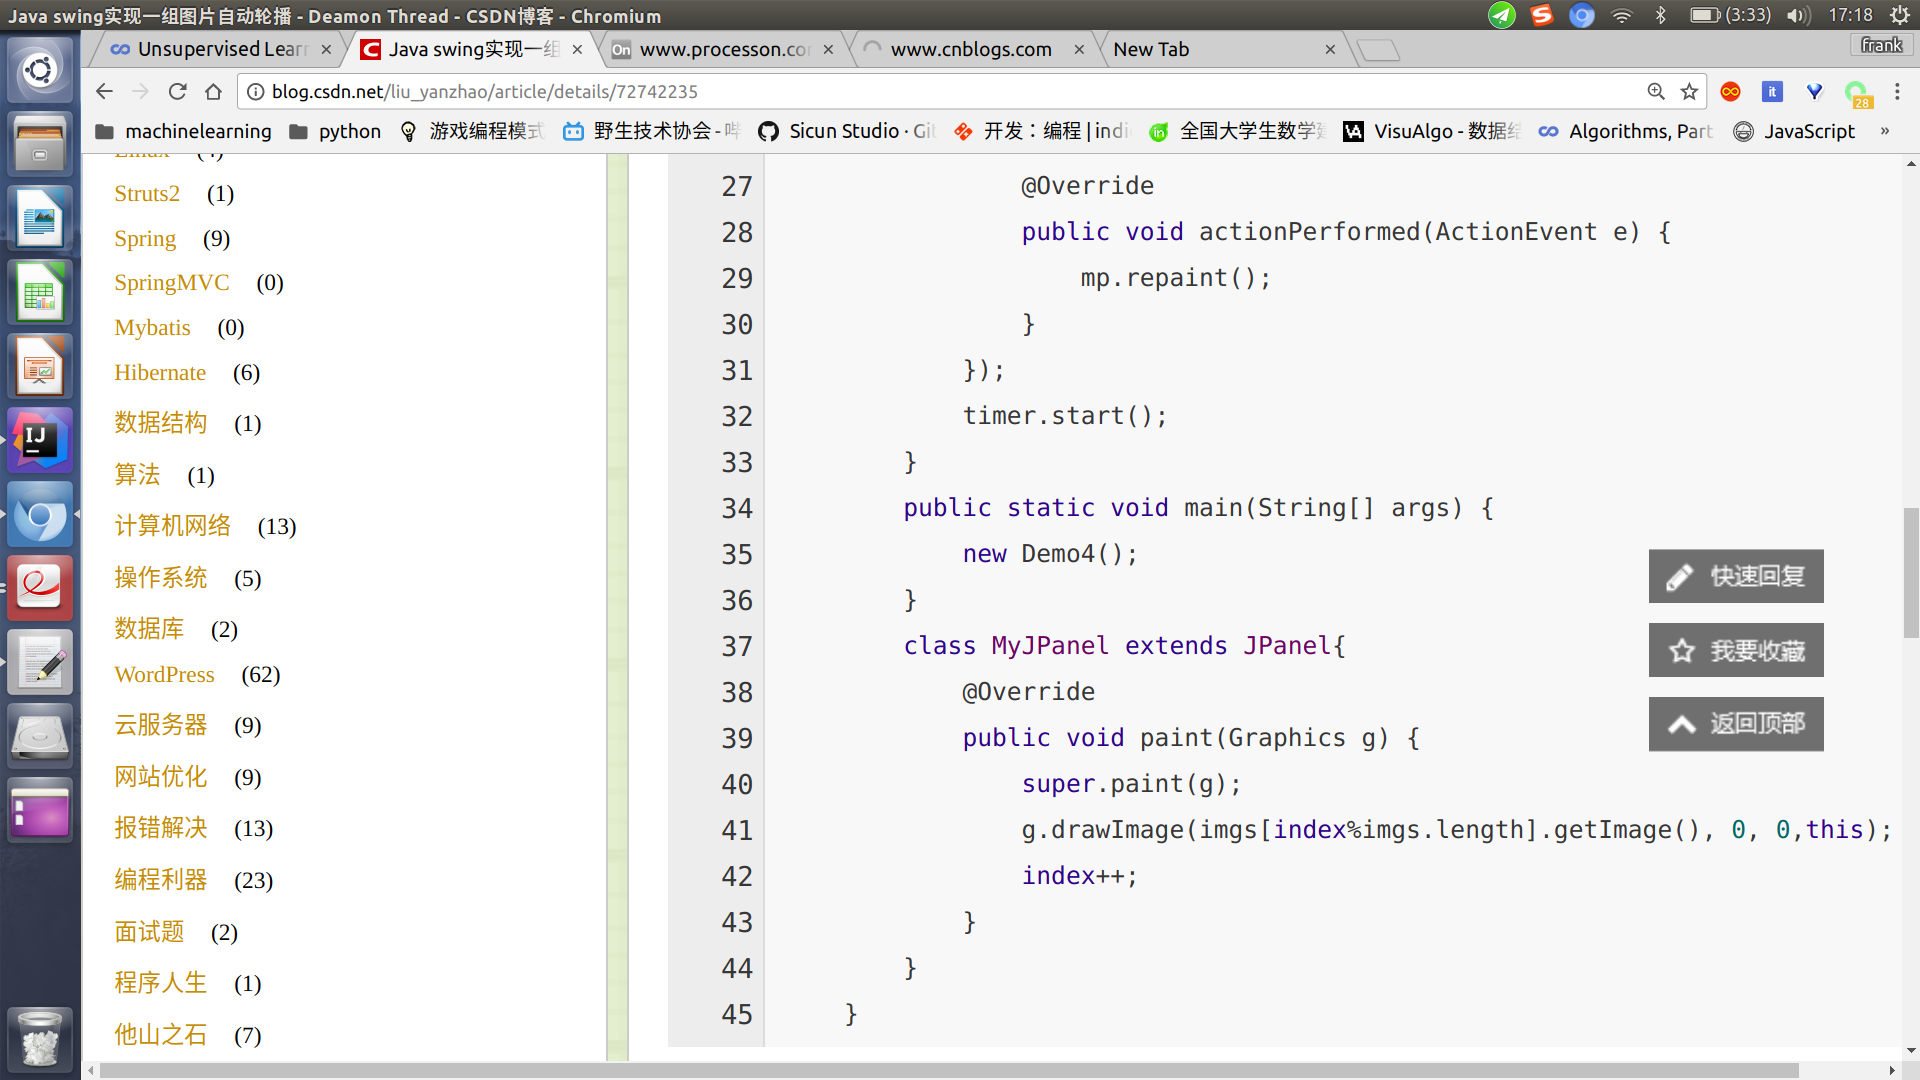 Java swing实现一组图片自动轮播 - Deamon Thread - CSDN博客 - Chromium
(3:33)
17:18
Unsupervised Lear
Java swing实现一组
www.processon.co
www.cnblogs.com
New Tab
frank
blog.csdn.net/liu_yanzhao/article/details/72742235
28
machinelearning
python
游戏编程模式
野生技术协会 - 哔
Sicun Studio · Gi
开发：编程 | indi
全国大学生数学建
VisuAlgo - 数据结
Algorithms, Part
JavaScript
»
Linux (4)
Struts2 (1)
Spring (9)
SpringMVC (0)
Mybatis (0)
Hibernate (6)
数据结构 (1)
算法 (1)
计算机网络 (13)
操作系统 (5)
数据库 (2)
WordPress (62)
云服务器 (9)
网站优化 (9)
报错解决 (13)
编程利器 (23)
面试题 (2)
程序人生 (1)
他山之石 (7)
27 @Override
28 public void actionPerformed(ActionEvent e) {
29 mp.repaint();
30 }
31 });
32 timer.start();
33 }
34 public static void main(String[] args) {
35 new Demo4();
36 }
37 class MyJPanel extends JPanel{
38 @Override
39 public void paint(Graphics g) {
40 super.paint(g);
41 g.drawImage(imgs[index%imgs.length].getImage(), 0, 0,this);
42 index++;
43 }
44 }
45 }
快速回复
我要收藏
返回顶部